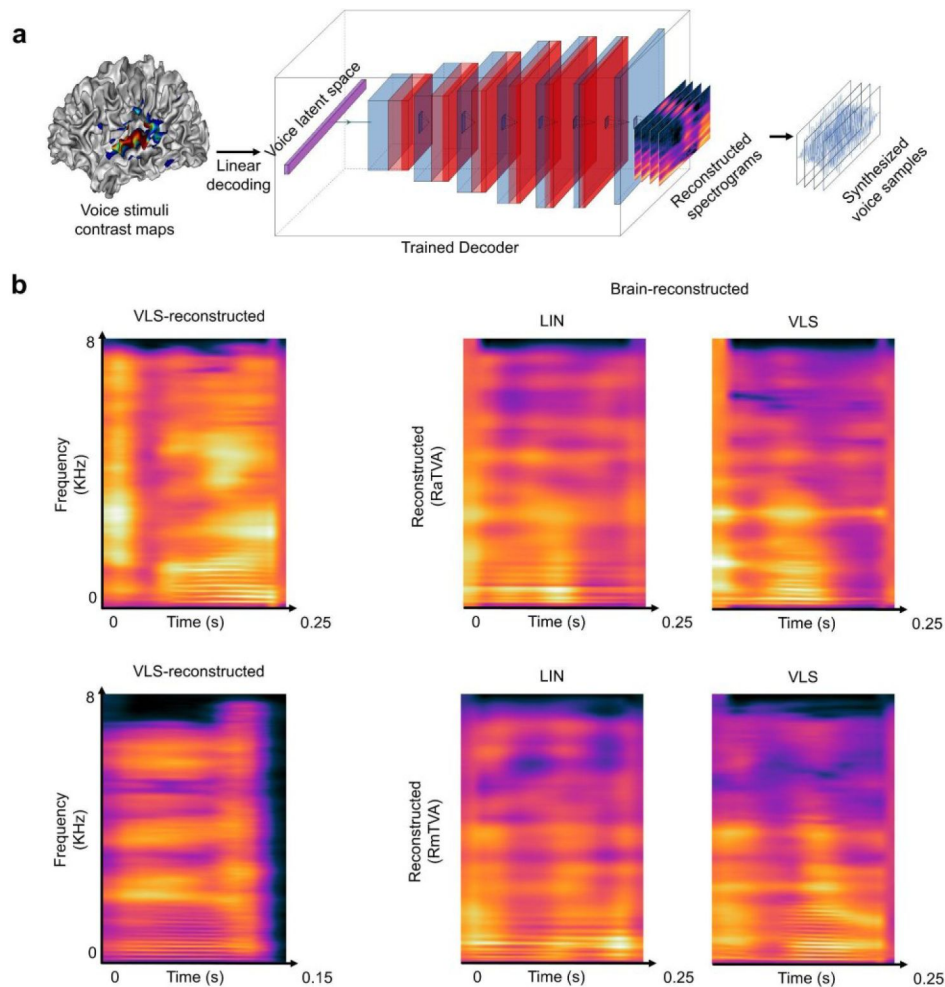 a
Voice stimuli
contrast maps
Linear
decoding
Voice latent space
Trained Decoder
Reconstructed
spectrograms
Synthesized
voice samples
b
Brain-reconstructed
VLS-reconstructed
LIN
VLS
8
Frequency
(KHz)
0
0
Time (s)
0.25
Reconstructed
(RaTVA)
0
Time (s)
0.25
Time (s)
0.25
VLS-reconstructed
LIN
VLS
8
Frequency
(KHz)
0
0
Time (s)
0.15
Reconstructed
(RmTVA)
0
Time (s)
0.25
Time (s)
0.25